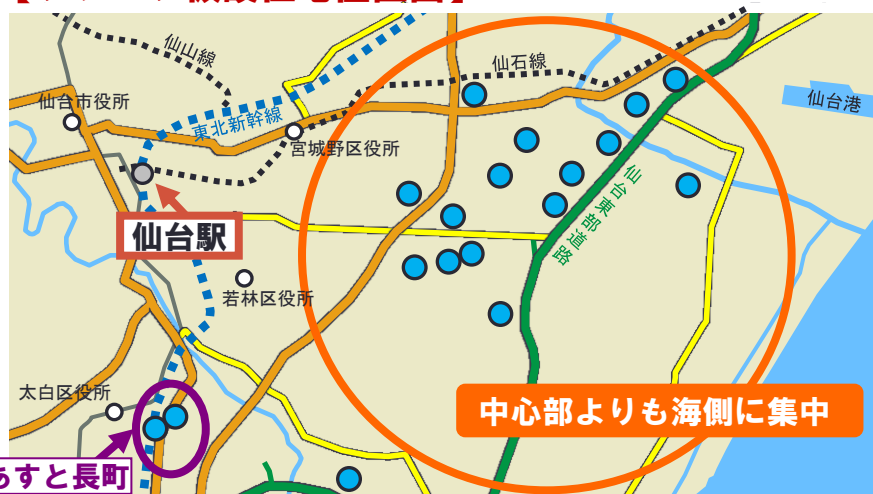 仙山線
仙石線
仙台市役所
東北新幹線
仙台港
宮城野区役所
仙台東部道路
仙台駅
若林区役所
太白区役所
中心部よりも海側に集中
あすと長町